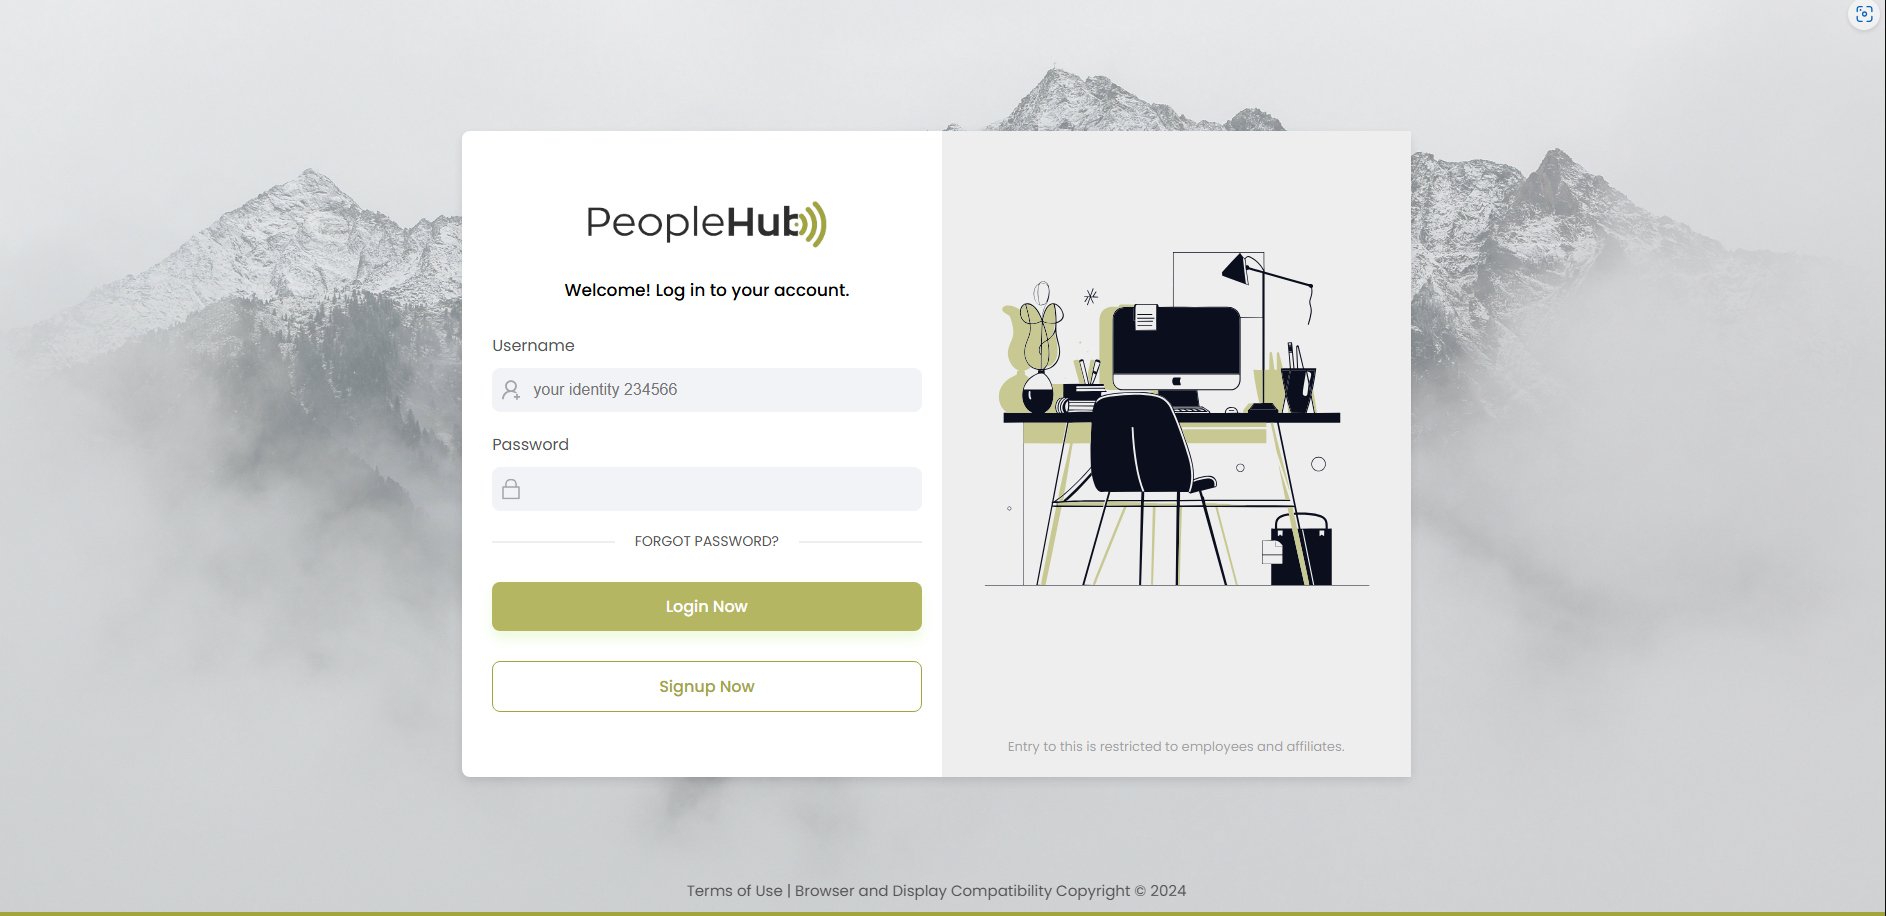 PeopleHub
Welcome! Log in to your account.
Username
your identity 234566
Password
FORGOT PASSWORD?
Login Now
Signup Now
Entry to this is restricted to employees and affiliates.
Terms of Use | Browser and Display Compatibility Copyright © 2024